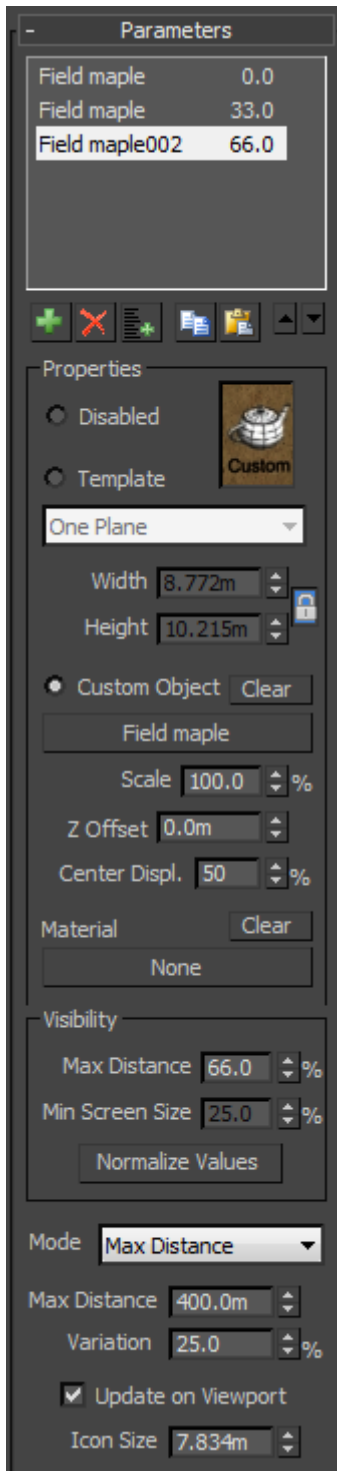 - Parameters
Field maple 0.0
Field maple 33.0
Field maple002 66.0
Properties
Disabled
Custom
Template
One Plane
Width 8.772m
Height 10.215m
Custom Object Clear
Field maple
Scale 100.0 %
Z Offset 0.0m
Center Displ. 50 %
Material Clear
None
Visibility
Max Distance 66.0 %
Min Screen Size 25.0 %
Normalize Values
Mode Max Distance
Max Distance 400.0m
Variation 25.0 %
Update on Viewport
Icon Size 7.834m